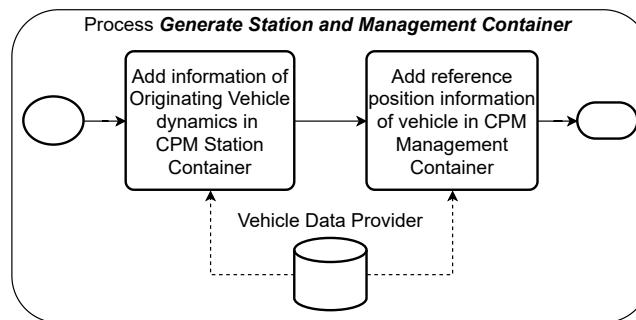 Process Generate Station and Management Container
Add information of
Originating Vehicle
dynamics in
CPM Station
Container
Add reference
position information
of vehicle in CPM
Management
Container
Vehicle Data Provider